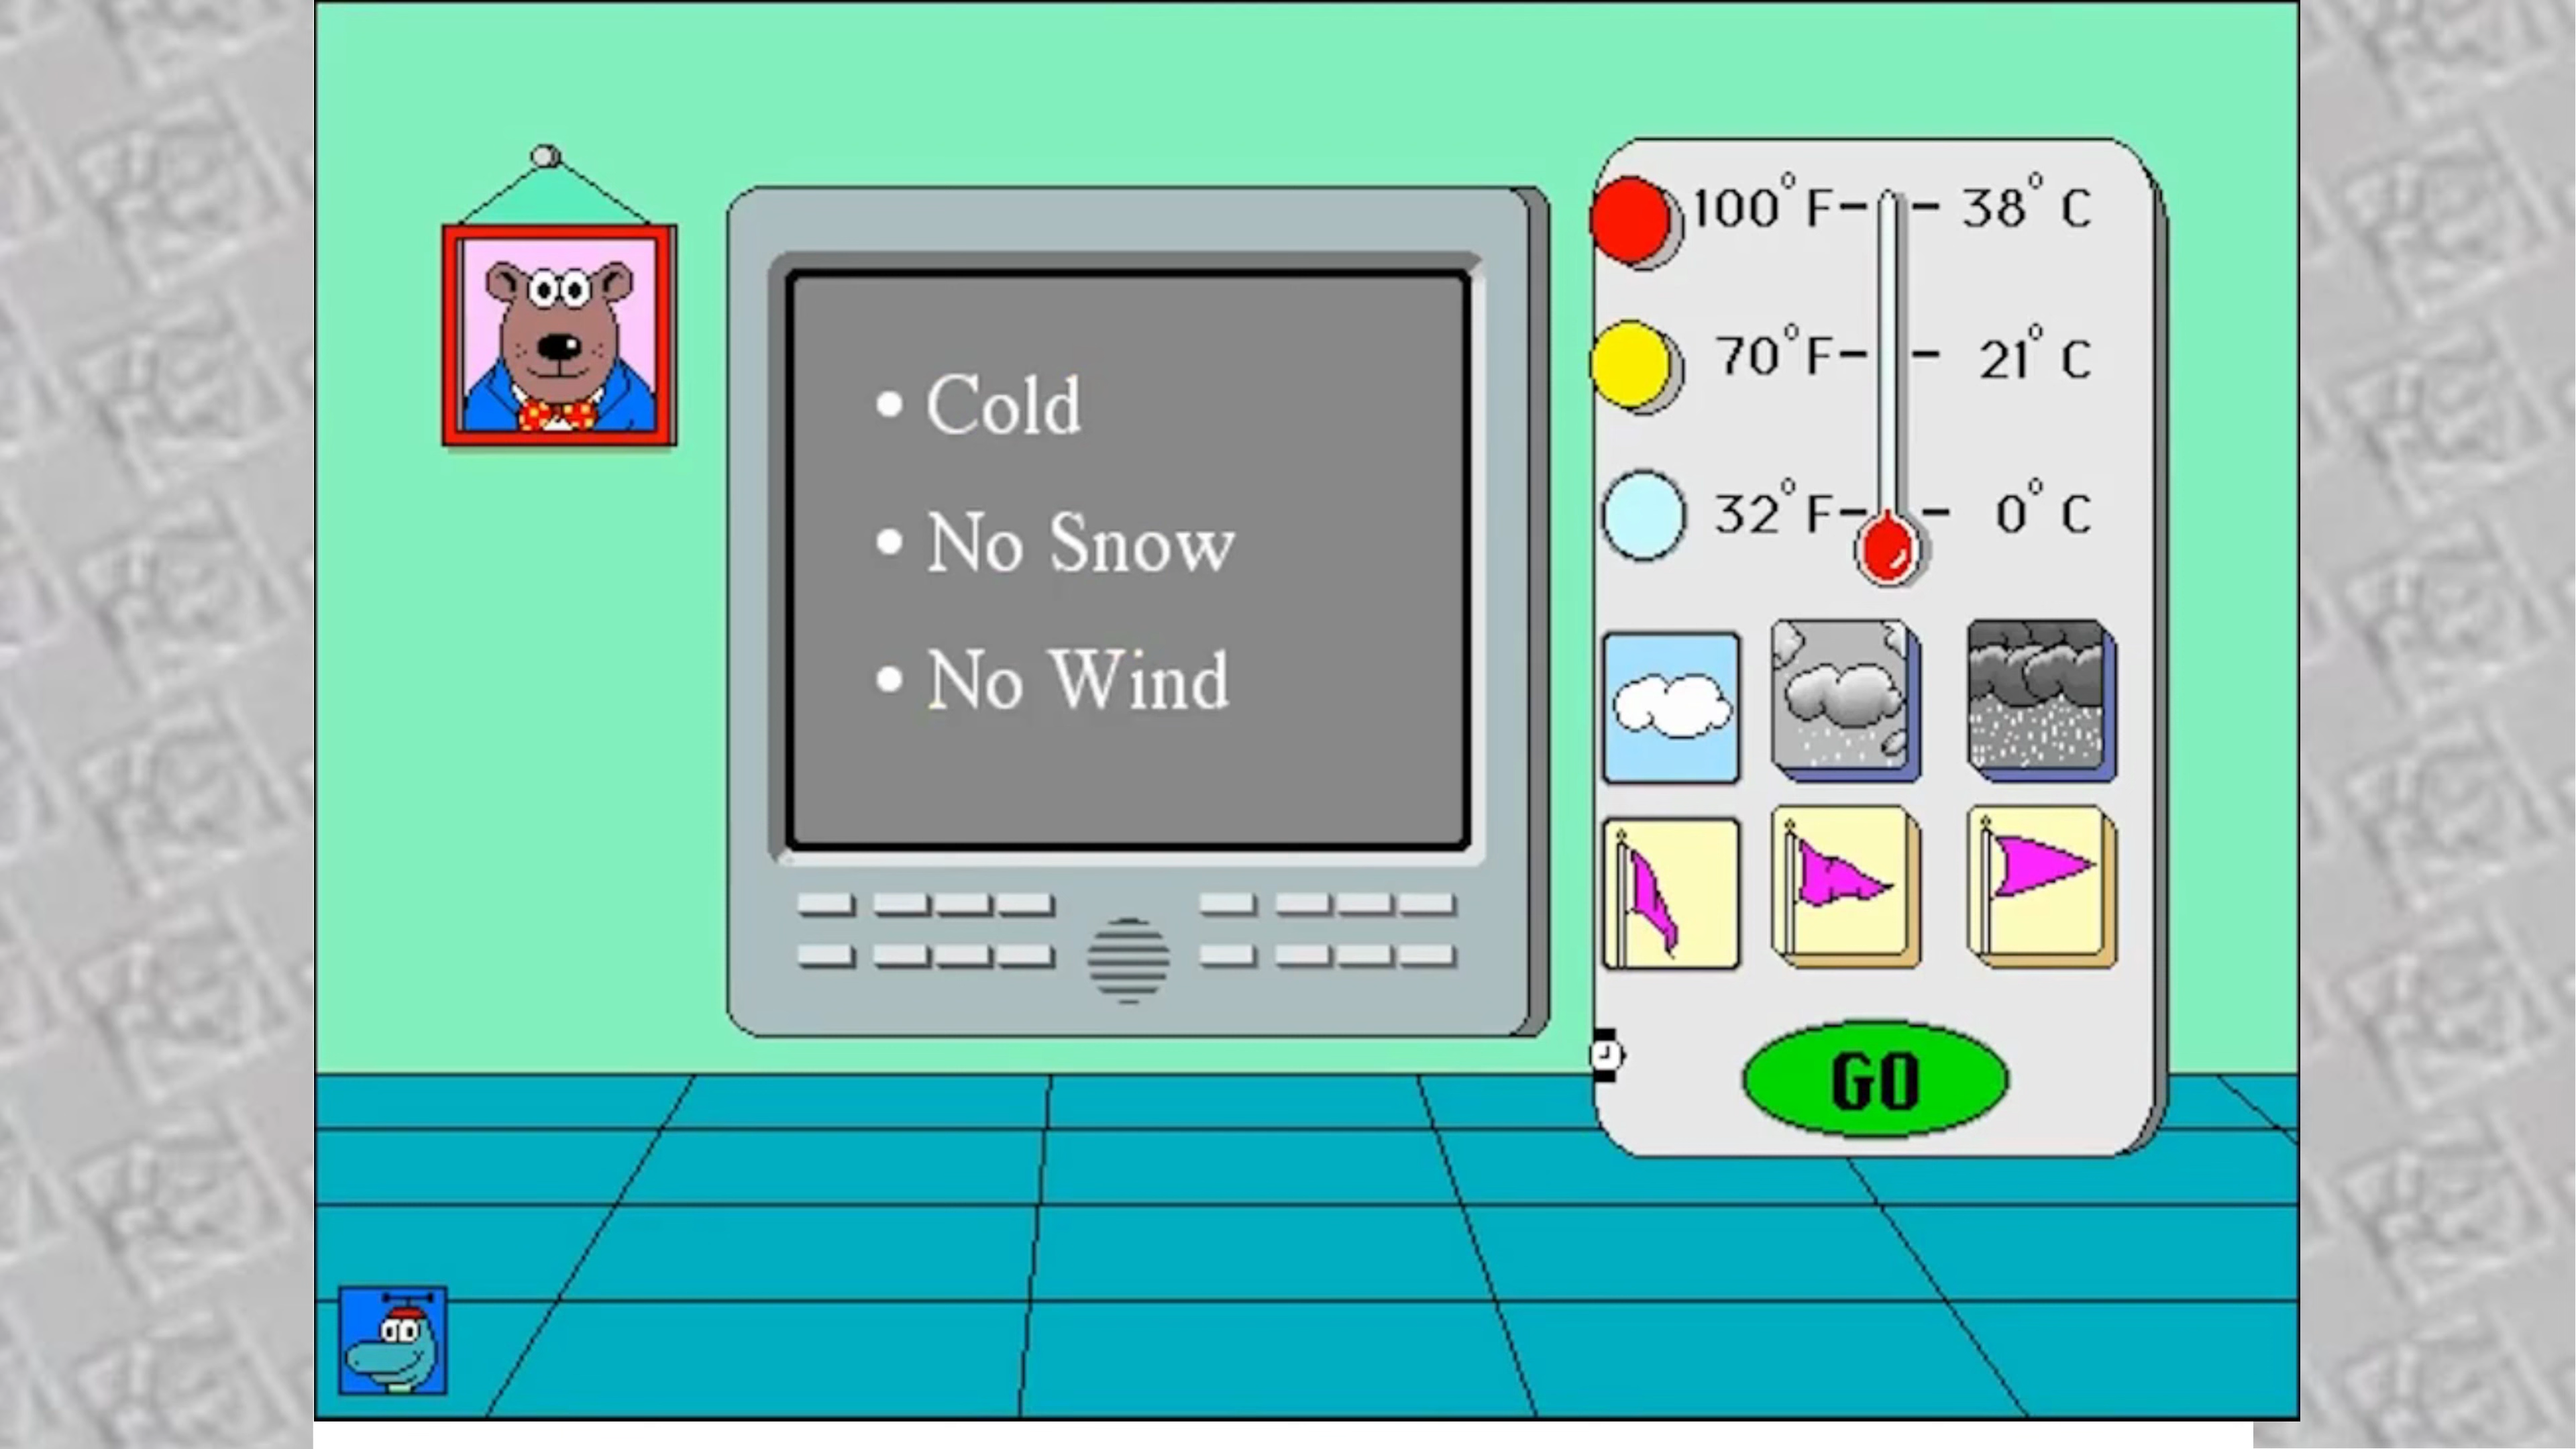 • Cold
• No Snow
• No Wind
100°F 38°C
70°F 21°C
32°F 0°C
GO